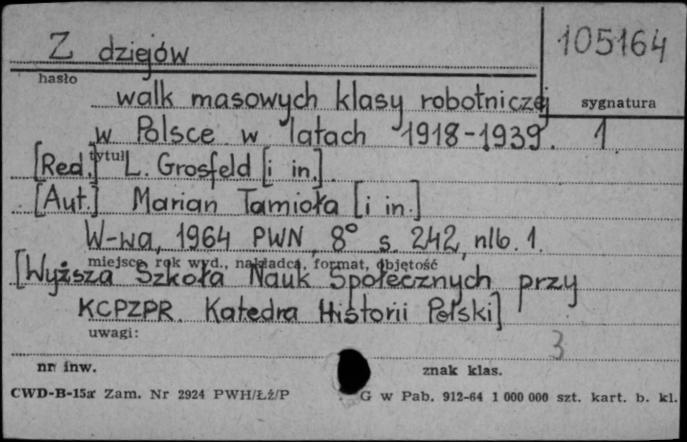 Z dziejów
105164
hasło
walk masowych klasy robotniczej
sygnatura
w Polsce w latach 1918-1939. 1.
tytuł
[Red.] L. Grosfeld [i in.].
[Aut.] Marian Tamioła [i in.]
W-wa, 1964 PWN, 8° s. 242, nlb. 1.
miejsce, rok wyd., nakładca, format, objętość
[Wyższa Szkoła Nauk Społecznych przy
KCPZPR. Katedra Historii Polski]
uwagi:
3
nr inw.
znak klas.
CWD-B-15a Zam. Nr 2924 PWH/Łź/P
G w Pab. 912-64 1 000 000 szt. kart. b. kl.